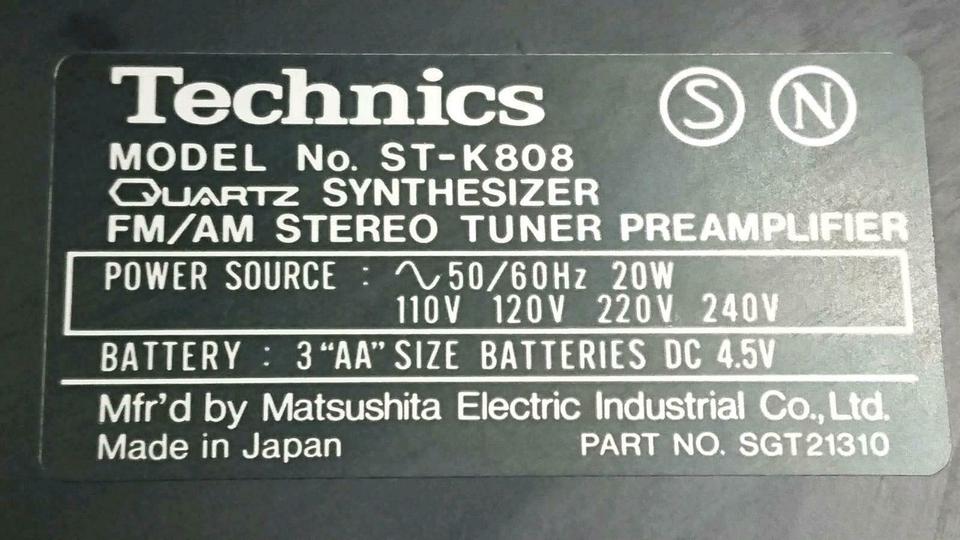 Technics Ⓢ Ⓝ
MODEL No. ST-K808
QUARTZ SYNTHESIZER
FM/AM STEREO TUNER PREAMPLIFIER
POWER SOURCE : ∿50/60Hz 20W
110V 120V 220V 240V
BATTERY : 3 “AA” SIZE BATTERIES DC 4.5V
Mfr'd by Matsushita Electric Industrial Co.,Ltd.
Made in Japan PART NO. SGT21310